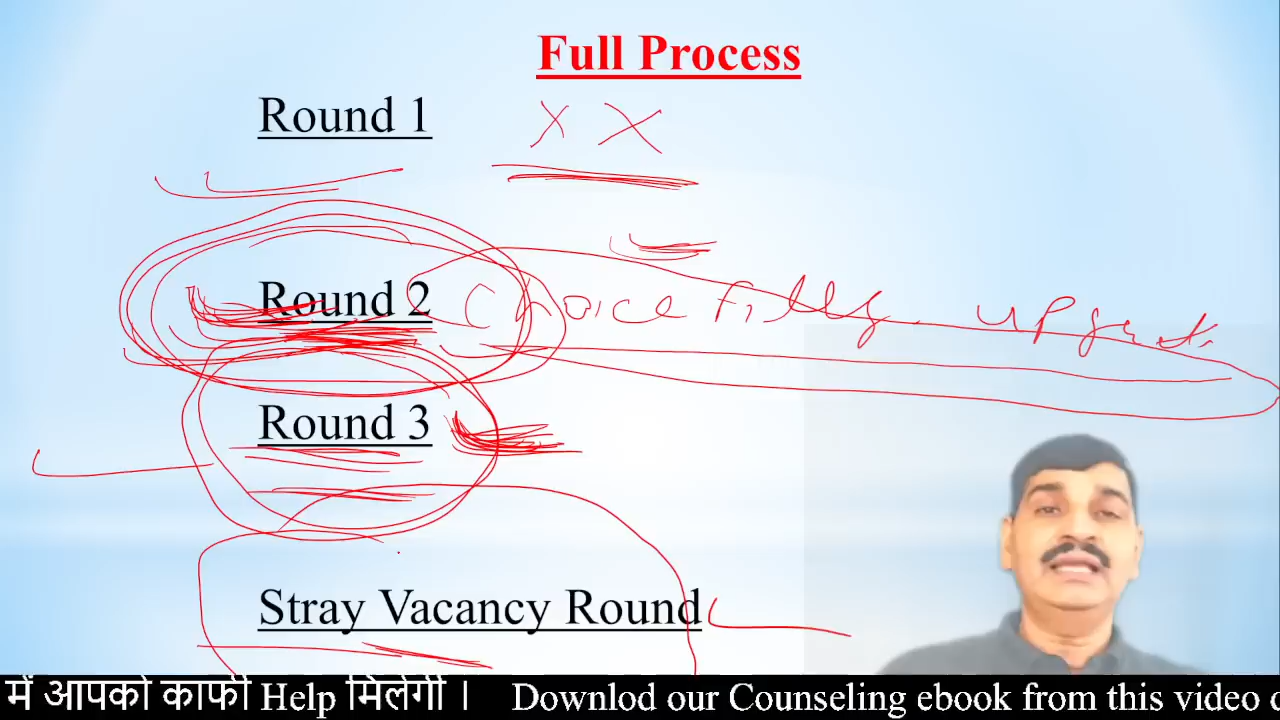 Full Process
Round 1 X X
Round 2 Choice
Round 3
Stray Vacancy Round
में आपको काफी Help मिलेगी । Downlod our Counseling ebook from this video